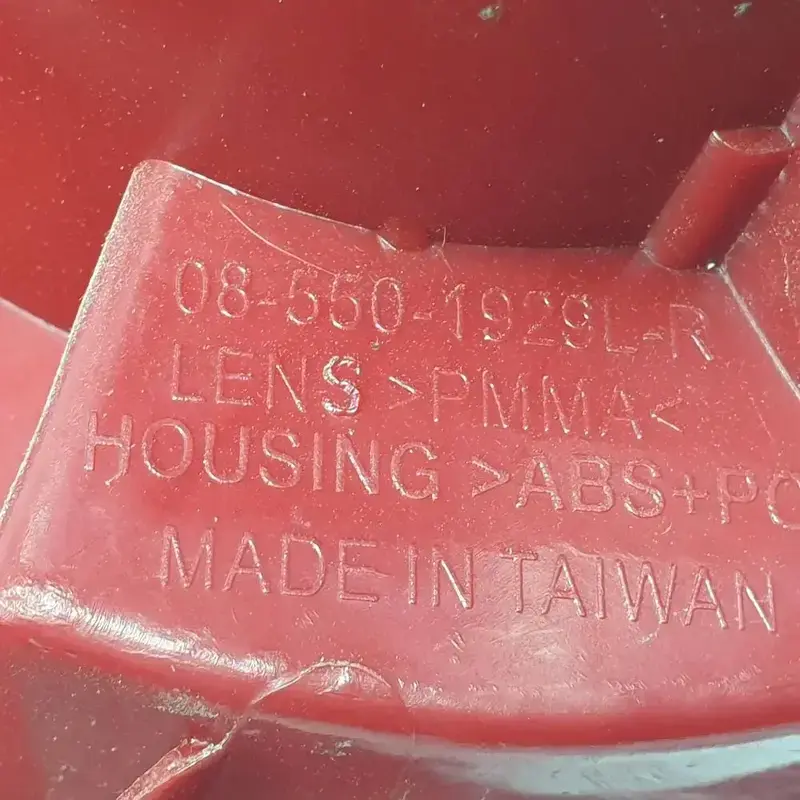 08-550-1929L-R
LENS >PMMA<
HOUSING >ABS+PC
MADE IN TAIWAN